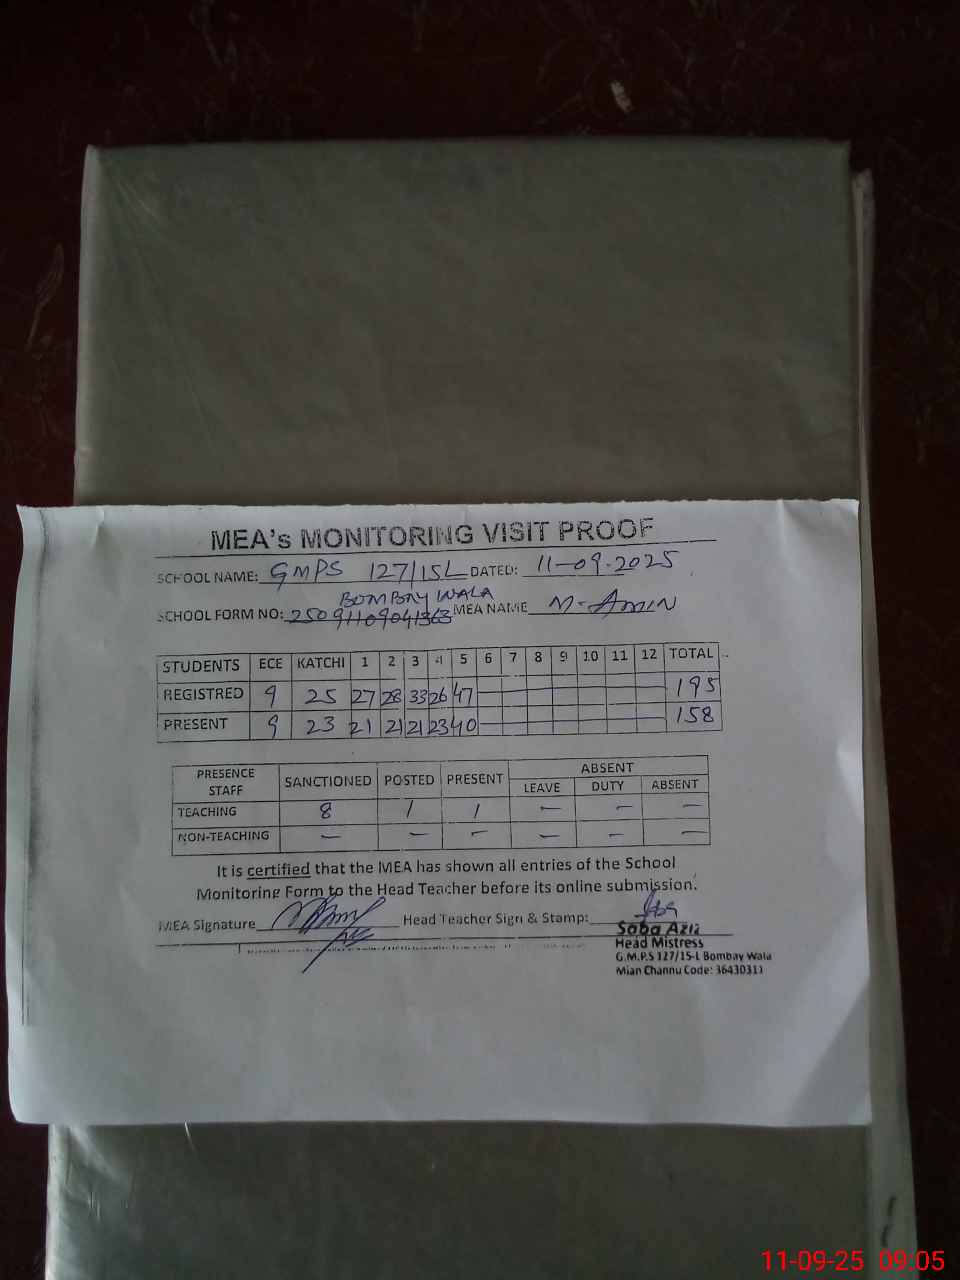 MEA's MONITORING VISIT PROOF
SCHOOL NAME: GMPS 127/15L DATED: 11-09-2025
BOMBAY WALA
SCHOOL FORM NO: 25091109041363 MEA NAME M-AMIN
STUDENTS ECE KATCHI 1 2 3 4 5 6 7 8 9 10 11 12 TOTAL
REGISTRED 9 25 27 28 33 26 47 195
PRESENT 9 23 21 21 21 23 40 158
PRESENCE STAFF SANCTIONED POSTED PRESENT ABSENT
LEAVE DUTY ABSENT
TEACHING 8 1 1 — — —
NON-TEACHING — — — — — —
It is certified that the MEA has shown all entries of the School
Monitoring Form to the Head Teacher before its online submission.
MEA Signature Head Teacher Sign & Stamp:
Saba Aziz
Head Mistress
G.M.P.S 127/15-L Bombay Wala
Mian Channu Code: 36430311
11-09-25 09:05